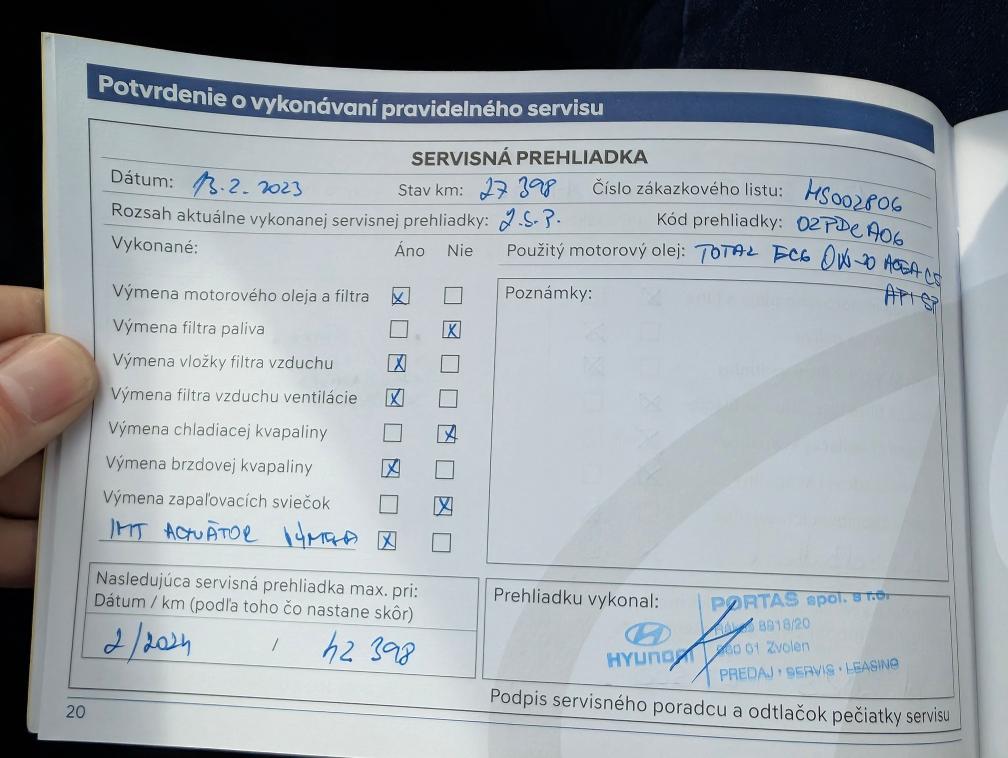 Potvrdenie o vykonávaní pravidelného servisu
SERVISNÁ PREHLIADKA
Dátum: 13.2.2023 Stav km: 27 398 Číslo zákazkového listu: MS002806
Rozsah aktuálne vykonanej servisnej prehliadky: 2.S.P. Kód prehliadky: 02PDCA06
Vykonané: Áno Nie Použitý motorový olej: TOTAL EC6 0W-20 ACEA C5
API SP
Výmena motorového oleja a filtra x
Poznámky:
Výmena filtra paliva x
Výmena vložky filtra vzduchu x
Výmena filtra vzduchu ventilácie x
Výmena chladiacej kvapaliny x
Výmena brzdovej kvapaliny x
Výmena zapaľovacích sviečok x
IMT ACTUÁTOR VÝMENA x
Nasledujúca servisná prehliadka max. pri:
Dátum / km (podľa toho čo nastane skôr)
2/2024 / 42 398
Prehliadku vykonal:
HYUNDAI
PORTAS spol. s r.o.
8918/20
960 01 Zvolen
PREDAJ • SERVIS • LEASING
Podpis servisného poradcu a odtlačok pečiatky servisu
20